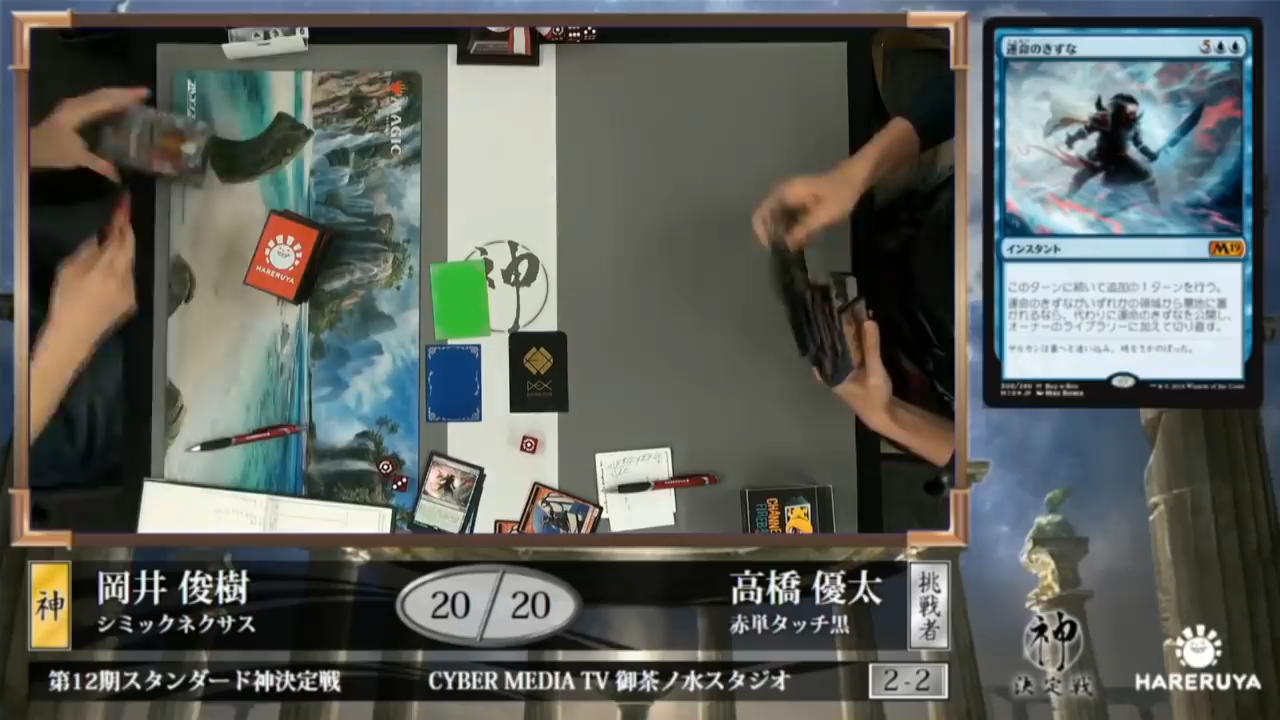 運命のきずな
5
インスタント
M19
このターンに続いて追加の1ターンを行う。
運命のきずながいずれかの領域から墓地に置
かれるなら、代わりに運命のきずなを公開し、
オーナーのライブラリーに加えて切り直す。
MAGIC
HARERUYA
神
CHANNEL
FIREBALL
神
岡井 俊樹
シミックネクサス
20 / 20
高橋 優太
赤単タッチ黒
挑戦者
第12期スタンダード神決定戦
CYBER MEDIA TV 御茶ノ水スタジオ
2-2
神
決定戦
HARERUYA